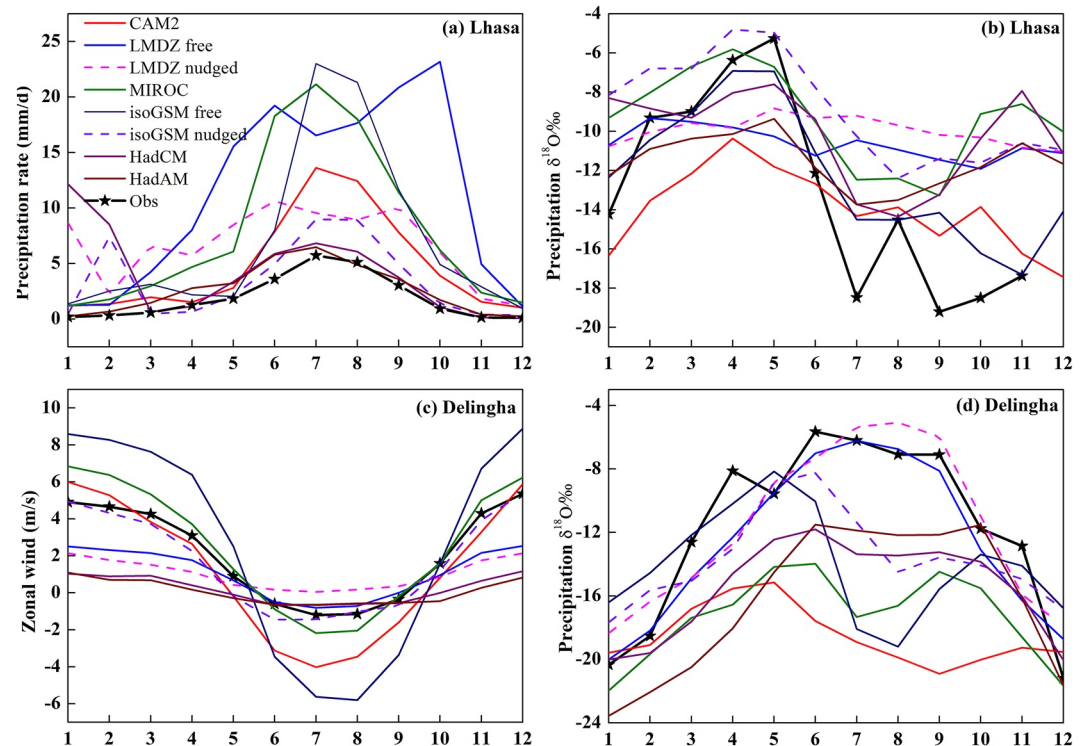 (a) Lhasa
CAM2
LMDZ free
LMDZ nudged
MIROC
isoGSM free
isoGSM nudged
HadCM
HadAM
Obs
Precipitation rate (mm/d)
25
20
15
10
5
0
1 2 3 4 5 6 7 8 9 10 11 12
(b) Lhasa
Precipitation δ¹⁸O/‰
-4
-6
-8
-10
-12
-14
-16
-18
-20
1 2 3 4 5 6 7 8 9 10 11 12
(c) Delingha
Zonal wind (m/s)
10
8
6
4
2
0
-2
-4
-6
1 2 3 4 5 6 7 8 9 10 11 12
(d) Delingha
Precipitation δ¹⁸O/‰
-4
-8
-12
-16
-20
-24
1 2 3 4 5 6 7 8 9 10 11 12